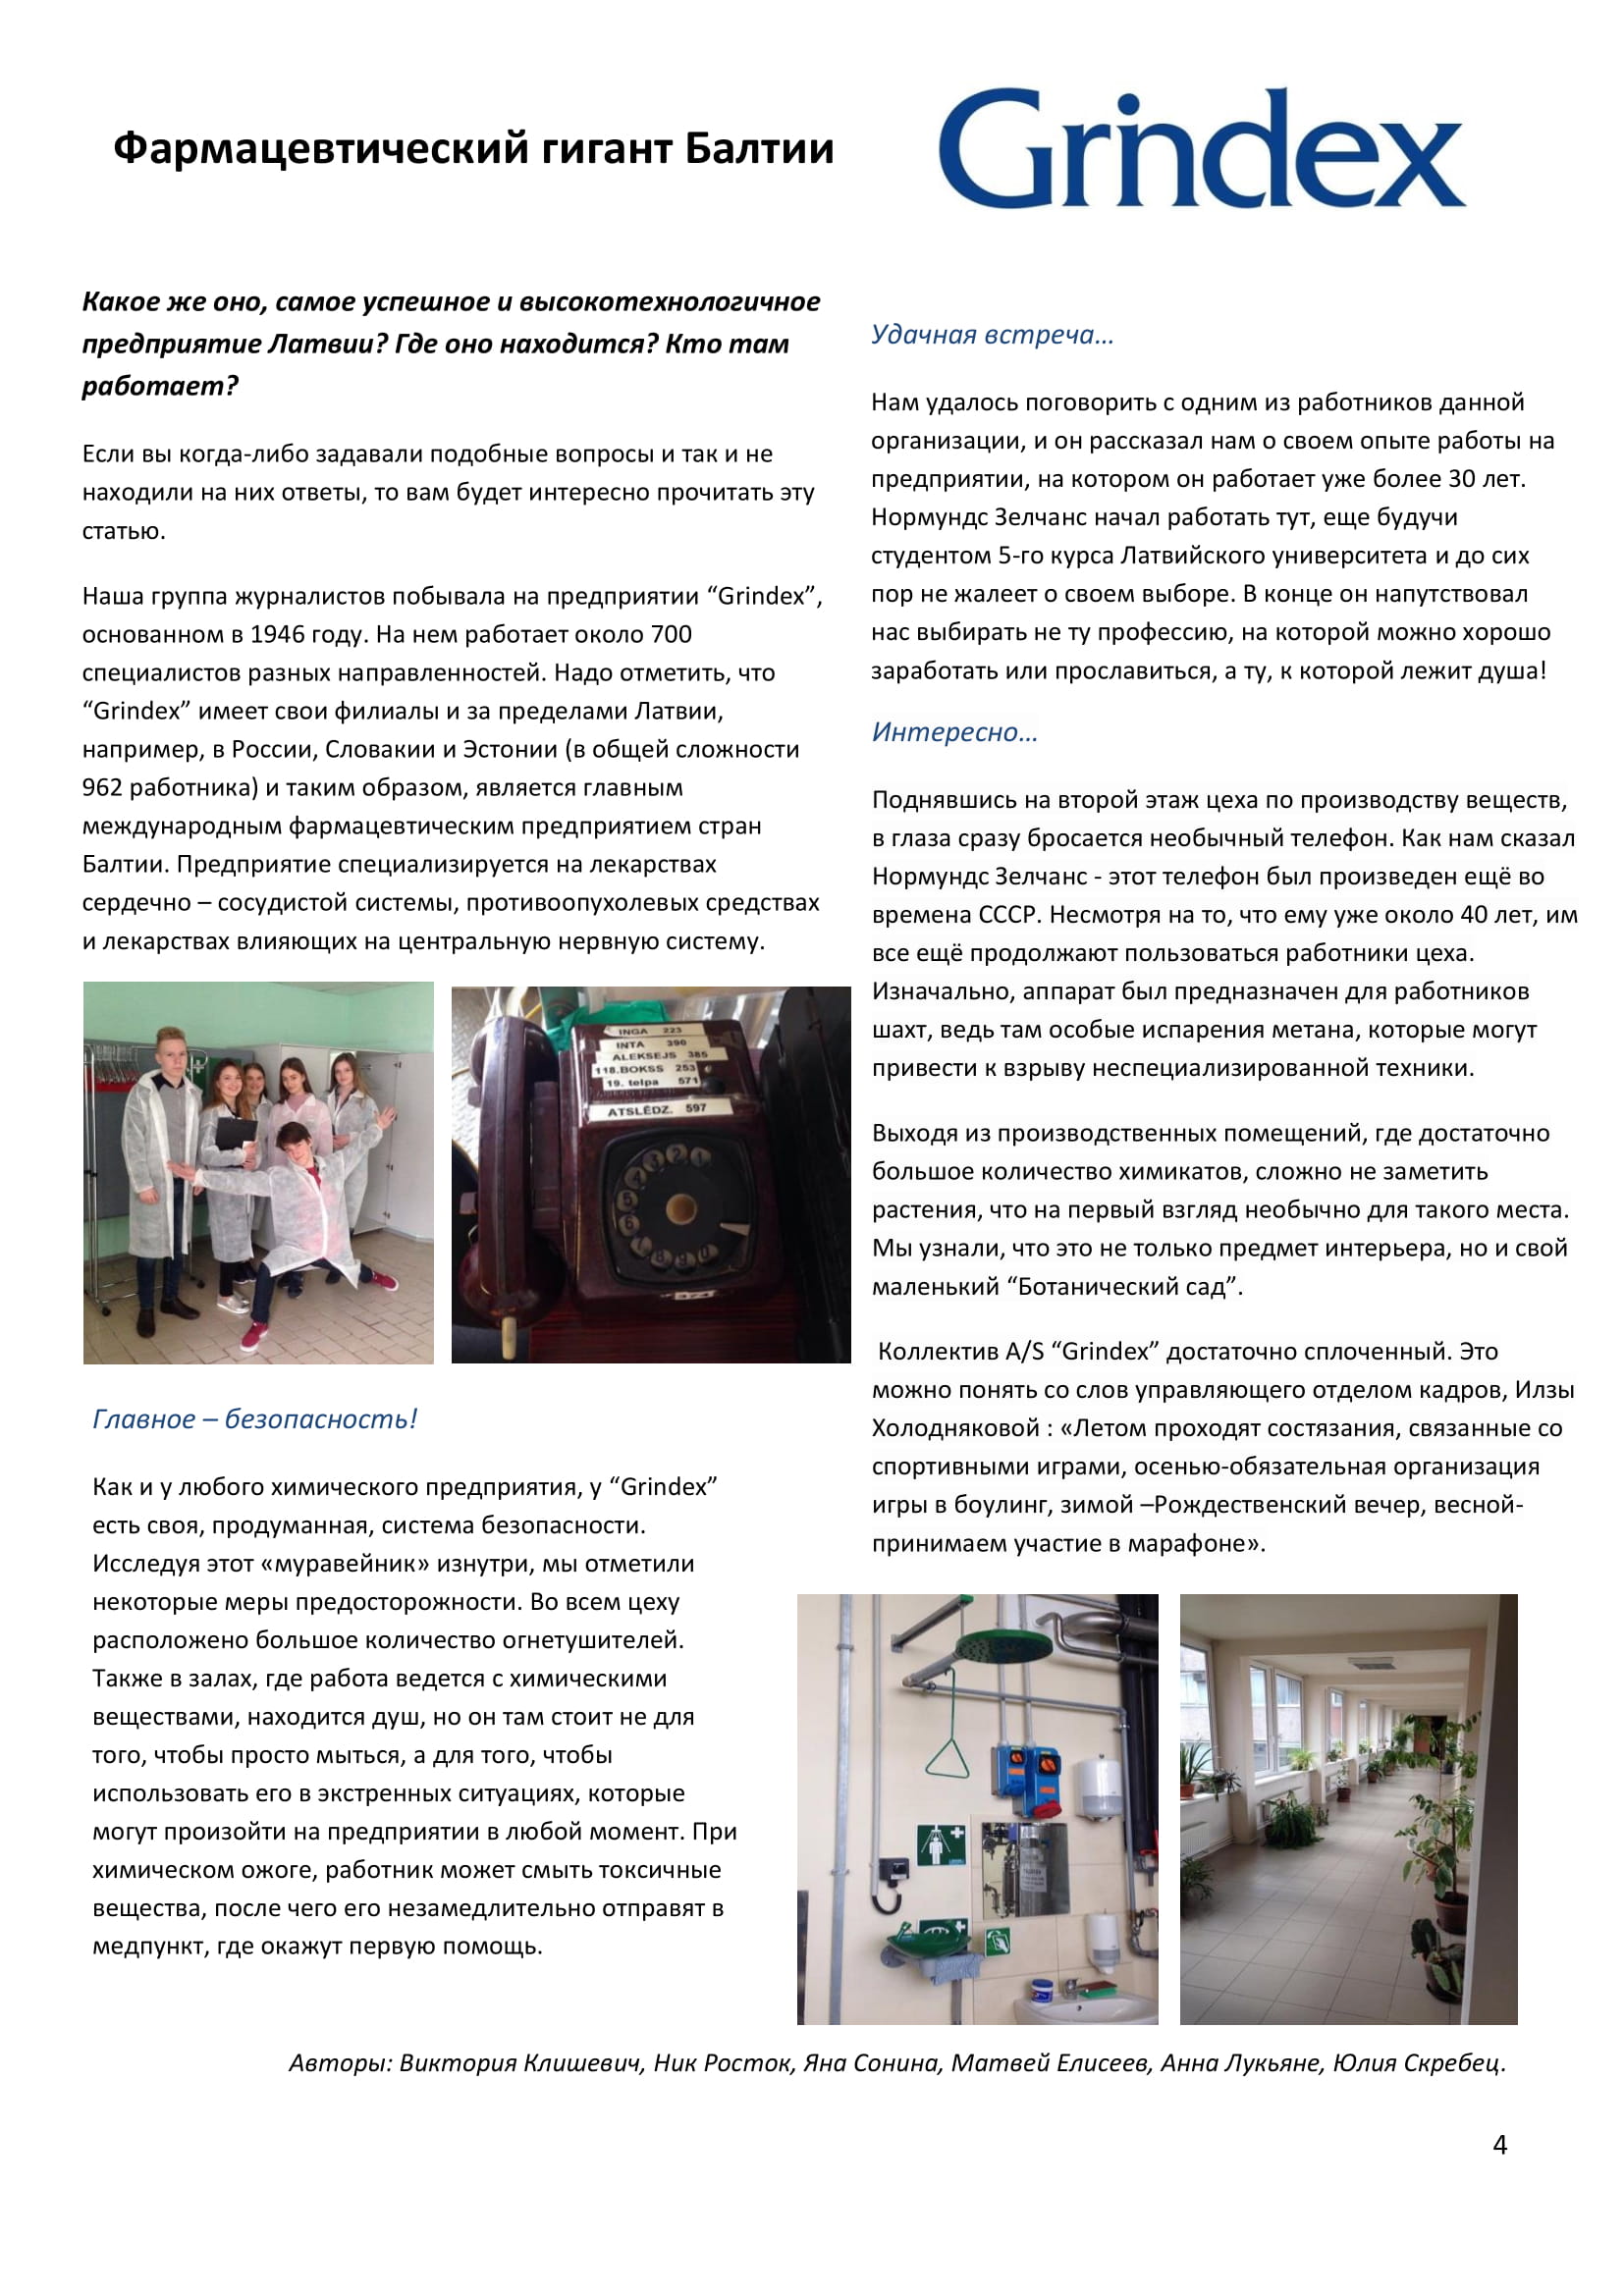 Фармацевтический гигант Балтии
Grindex
Какое же оно, самое успешное и высокотехнологичное
предприятие Латвии? Где оно находится? Кто там
работает?
Если вы когда-либо задавали подобные вопросы и так и не
находили на них ответы, то вам будет интересно прочитать эту
статью.
Наша группа журналистов побывала на предприятии “Grindex”,
основанном в 1946 году. На нем работает около 700
специалистов разных направленностей. Надо отметить, что
“Grindex” имеет свои филиалы и за пределами Латвии,
например, в России, Словакии и Эстонии (в общей сложности
962 работника) и таким образом, является главным
международным фармацевтическим предприятием стран
Балтии. Предприятие специализируется на лекарствах
сердечно – сосудистой системы, противоопухолевых средствах
и лекарствах влияющих на центральную нервную систему.
INGA 223
INTA 390
ALEKSEJS 385
118.BOKSS 253
19. telpa 571
ATSLĒDZ. 597
Главное – безопасность!
Как и у любого химического предприятия, у “Grindex”
есть своя, продуманная, система безопасности.
Исследуя этот «муравейник» изнутри, мы отметили
некоторые меры предосторожности. Во всем цеху
расположено большое количество огнетушителей.
Также в залах, где работа ведется с химическими
веществами, находится душ, но он там стоит не для
того, чтобы просто мыться, а для того, чтобы
использовать его в экстренных ситуациях, которые
могут произойти на предприятии в любой момент. При
химическом ожоге, работник может смыть токсичные
вещества, после чего его незамедлительно отправят в
медпункт, где окажут первую помощь.
Удачная встреча…
Нам удалось поговорить с одним из работников данной
организации, и он рассказал нам о своем опыте работы на
предприятии, на котором он работает уже более 30 лет.
Нормундс Зелчанс начал работать тут, еще будучи
студентом 5-го курса Латвийского университета и до сих
пор не жалеет о своем выборе. В конце он напутствовал
нас выбирать не ту профессию, на которой можно хорошо
заработать или прославиться, а ту, к которой лежит душа!
Интересно…
Поднявшись на второй этаж цеха по производству веществ,
в глаза сразу бросается необычный телефон. Как нам сказал
Нормундс Зелчанс - этот телефон был произведен ещё во
времена СССР. Несмотря на то, что ему уже около 40 лет, им
все ещё продолжают пользоваться работники цеха.
Изначально, аппарат был предназначен для работников
шахт, ведь там особые испарения метана, которые могут
привести к взрыву неспециализированной техники.
Выходя из производственных помещений, где достаточно
большое количество химикатов, сложно не заметить
растения, что на первый взгляд необычно для такого места.
Мы узнали, что это не только предмет интерьера, но и свой
маленький “Ботанический сад”.
Коллектив A/S “Grindex” достаточно сплоченный. Это
можно понять со слов управляющего отделом кадров, Илзы
Холодняковой : «Летом проходят состязания, связанные со
спортивными играми, осенью-обязательная организация
игры в боулинг, зимой –Рождественский вечер, весной-
принимаем участие в марафоне».
Авторы: Виктория Клишевич, Ник Росток, Яна Сонина, Матвей Елисеев, Анна Лукьяне, Юлия Скребец.
4